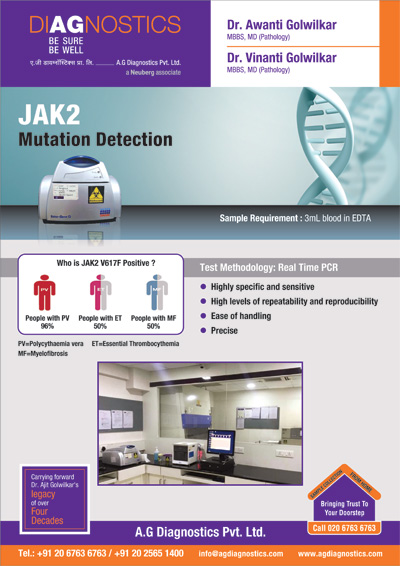 DIAGNOSTICS
BE SURE
BE WELL
ए.जी डायग्नॉस्टिक्स प्रा. लि. .......... A.G Diagnostics Pvt. Ltd.
a Neuberg associate
Dr. Awanti Golwilkar
MBBS, MD (Pathology)
Dr. Vinanti Golwilkar
MBBS, MD (Pathology)
JAK2
Mutation Detection
Sample Requirement : 3mL blood in EDTA
Who is JAK2 V617F Positive ?
PV
ET
MF
People with PV
96%
People with ET
50%
People with MF
50%
PV=Polycythaemia vera ET=Essential Thrombocythemia
MF=Myelofibrosis
Test Methodology: Real Time PCR
Highly specific and sensitive
High levels of repeatability and reproducibility
Ease of handling
Precise
Carrying forward
Dr. Ajit Golwilkar's
legacy
of over
Four
Decades
SAMPLE COLLECTION
FROM HOME
Bringing Trust To
Your Doorstep
Call 020 6763 6763
A.G Diagnostics Pvt. Ltd.
Tel.: +91 20 6763 6763 / +91 20 2565 1400 info@agdiagnostics.com www.agdiagnostics.com